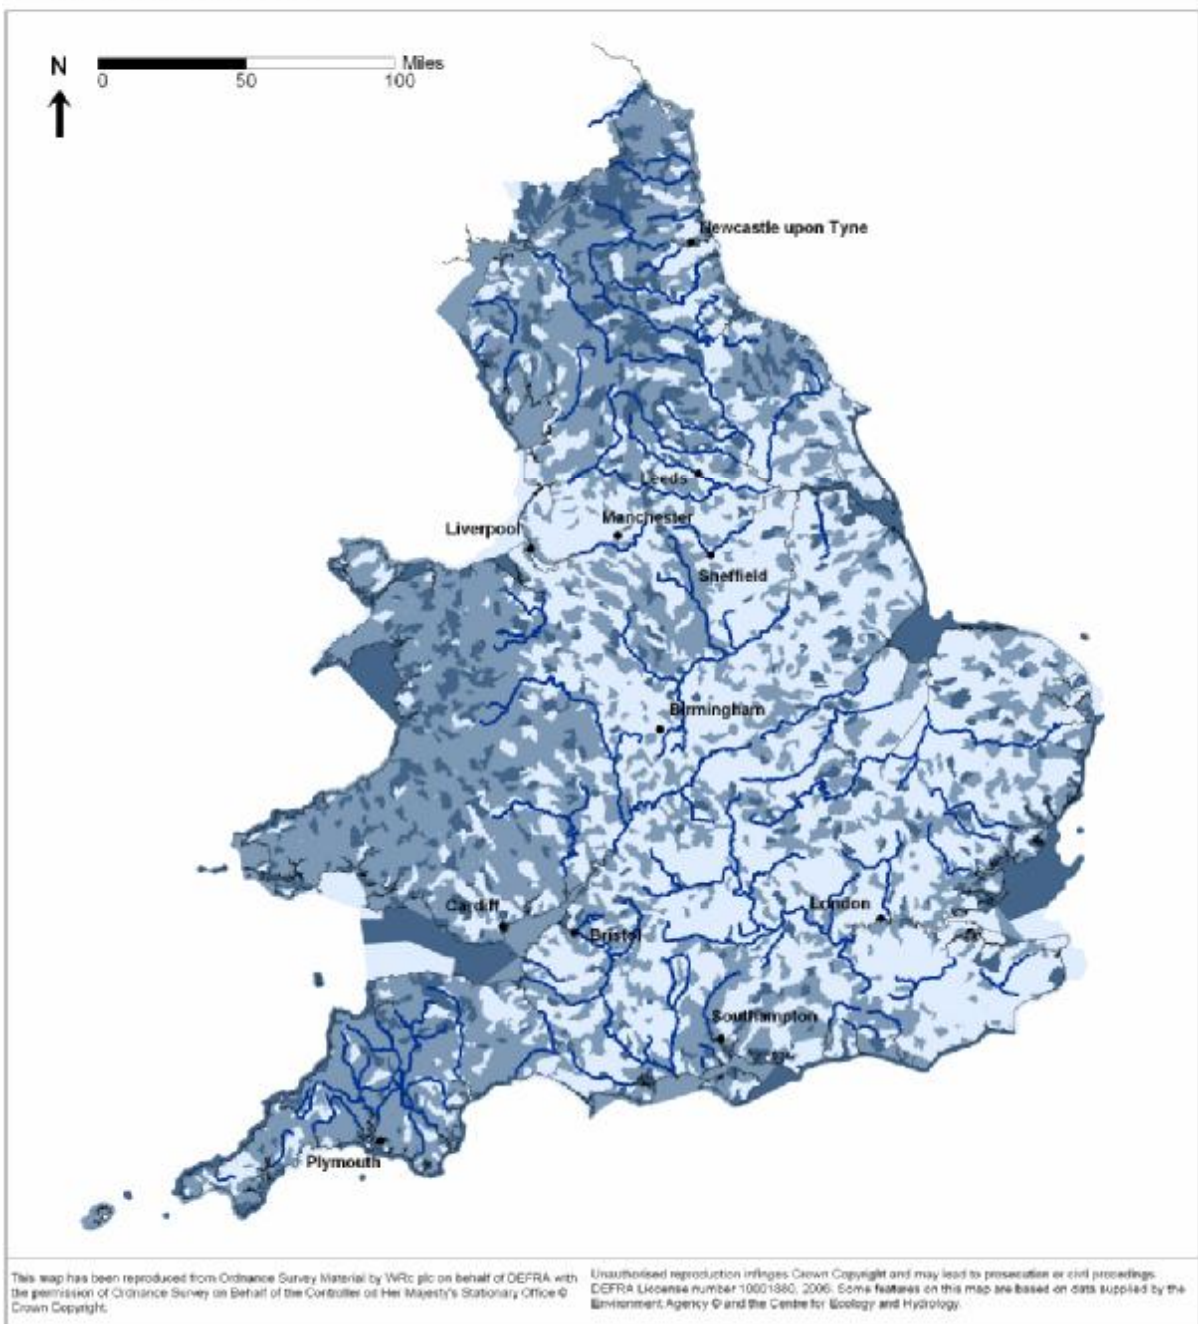 N
Miles
0 50 100
Newcastle upon Tyne
Leeds
Liverpool
Manchester
Sheffield
Birmingham
Cardiff
London
Bristol
Southampton
Plymouth
This map has been reproduced from Ordnance Survey Material by WRc plc on behalf of DEFRA with
the permission of Ordnance Survey on Behalf of the Controller os Her Majesty's Stationary Office ©
Crown Copyright.
Unauthorised reproduction infinges Crown Copyright and may lead to prosecution or civil proceedings.
DEFRA Liscense number 10001880, 2006. Some features on this map are based on data supplied by the
Environment Agency © and the Centre for Ecology and Hydrology.